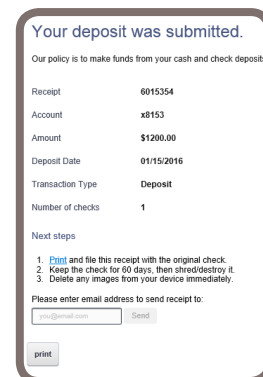 Your deposit was submitted.
Our policy is to make funds from your cash and check deposits
Receipt 6015354
Account x8153
Amount $1200.00
Deposit Date 01/15/2016
Transaction Type Deposit
Number of checks 1
Next steps
1. Print and file this receipt with the original check.
2. Keep the check for 60 days, then shred/destroy it.
3. Delete any images from your device immediately.
Please enter email address to send receipt to:
you@email.com Send
print